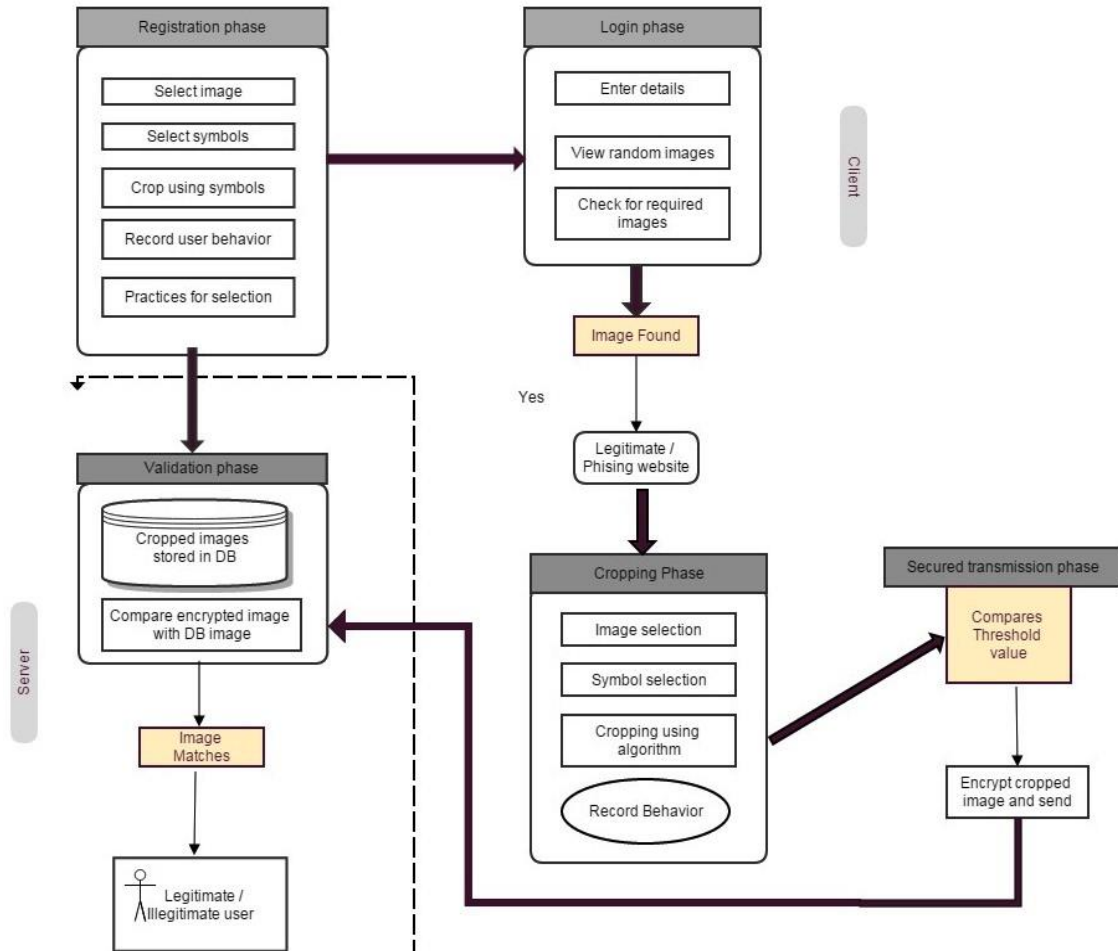 Registration phase
Select image
Select symbols
Crop using symbols
Record user behavior
Practices for selection
Login phase
Enter details
View random images
Check for required
images
Client
Image Found
Yes
Legitimate /
Phising website
Validation phase
Cropped images
stored in DB
Compare encrypted image
with DB image
Server
Image
Matches
Legitimate /
Illegitimate user
Cropping Phase
Image selection
Symbol selection
Cropping using
algorithm
Record Behavior
Secured transmission phase
Compares
Threshold
value
Encrypt cropped
image and send